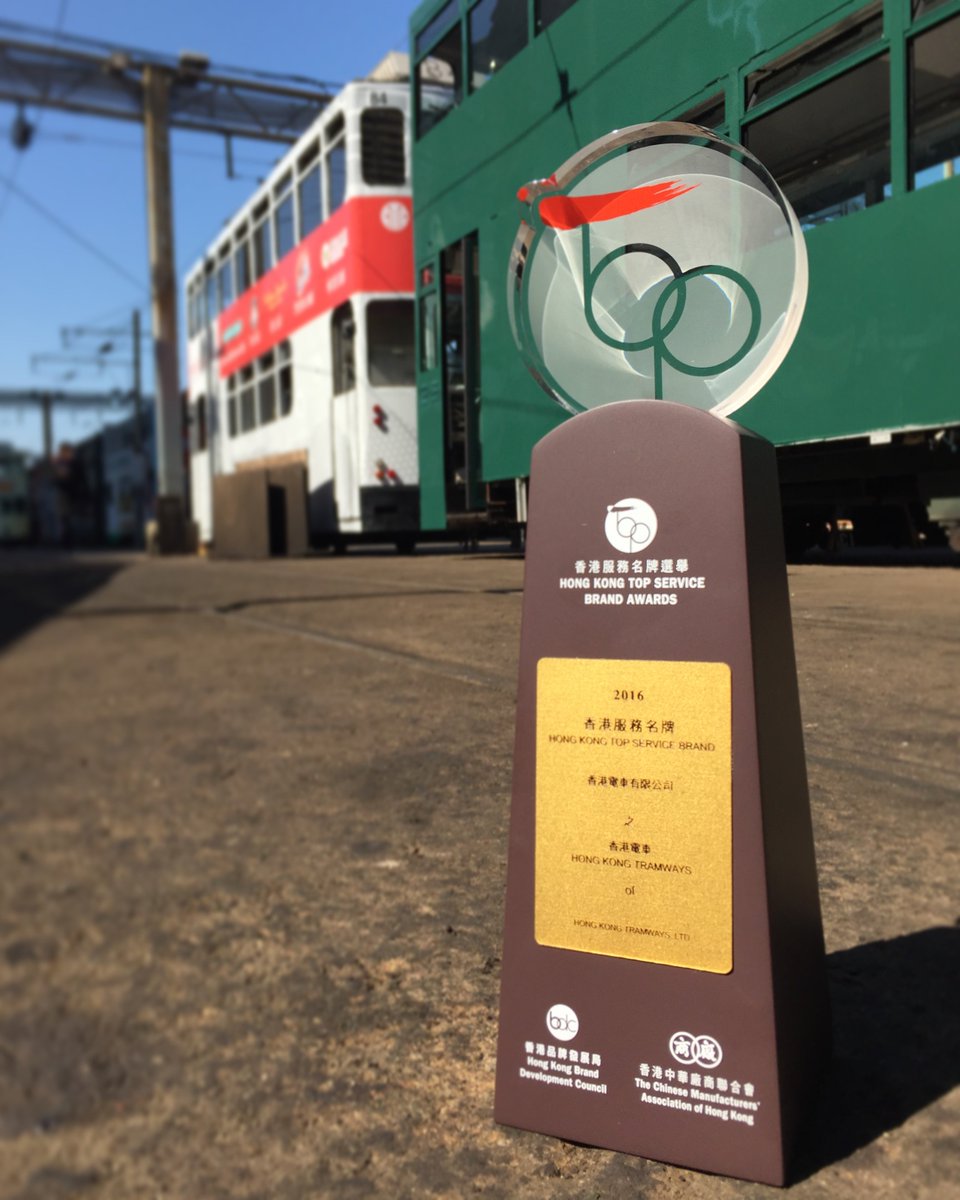 84
香港服務名牌選舉
HONG KONG TOP SERVICE
BRAND AWARDS
2016
香港服務名牌
HONG KONG TOP SERVICE BRAND
香港電車有限公司
之
香港電車
HONG KONG TRAMWAYS
of
HONG KONG TRAMWAYS, LTD
bdc
香港品牌發展局
Hong Kong Brand
Development Council
商廠
香港中華廠商聯合會
The Chinese Manufacturers'
Association of Hong Kong